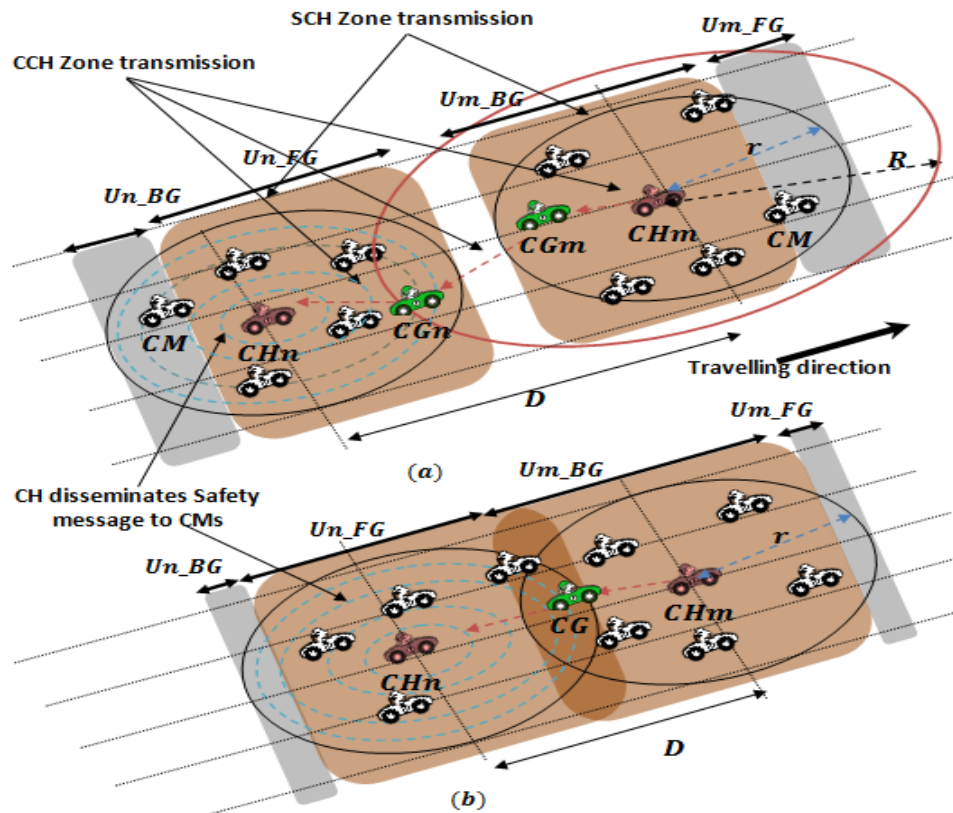 SCH Zone transmission
Um_FG
CCH Zone transmission
Um_BG
Un_FG
Un_BG
r
R
CGm
CHm
CM
CM
CHn
CGn
Travelling direction
D
Um_FG
(a)
Um_BG
CH disseminates Safety
message to CMs
Un_FG
Un_BG
r
CG
CHm
CHn
D
(b)